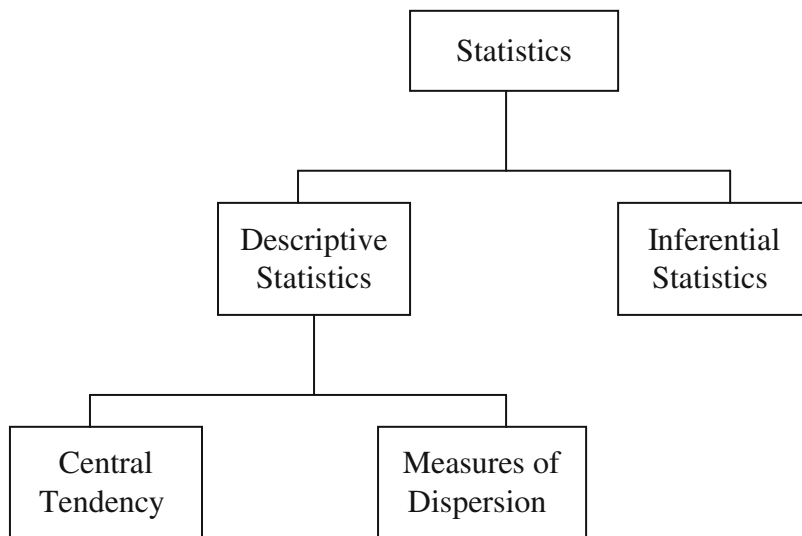 Statistics
Descriptive
Statistics
Inferential
Statistics
Central
Tendency
Measures of
Dispersion